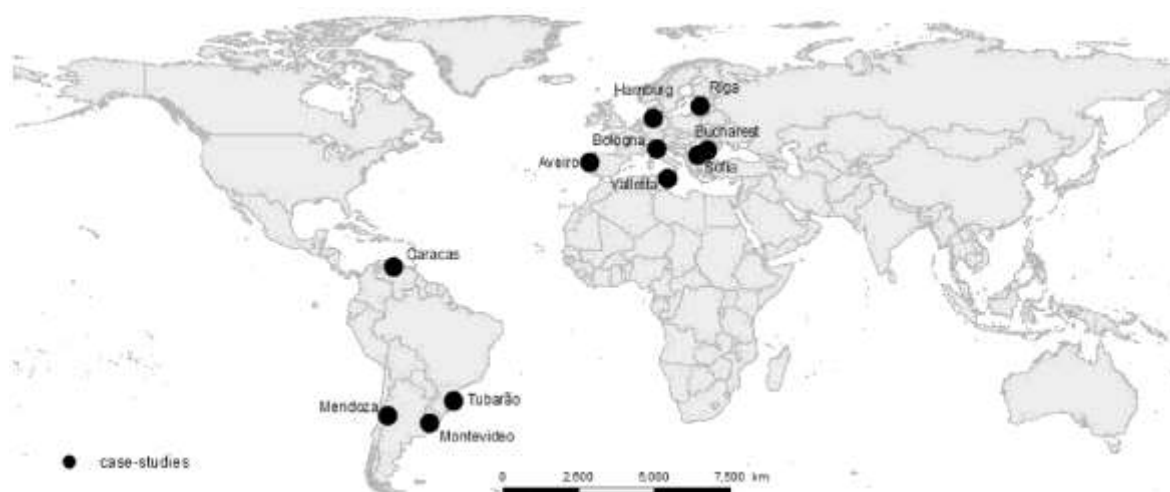 Hamburg
Riga
Bologna
Bucharest
Aveiro
Sofia
Valletta
Caracas
Mendoza
Tubarão
Montevideo
case-studies
0 2,500 5,000 7,500 km